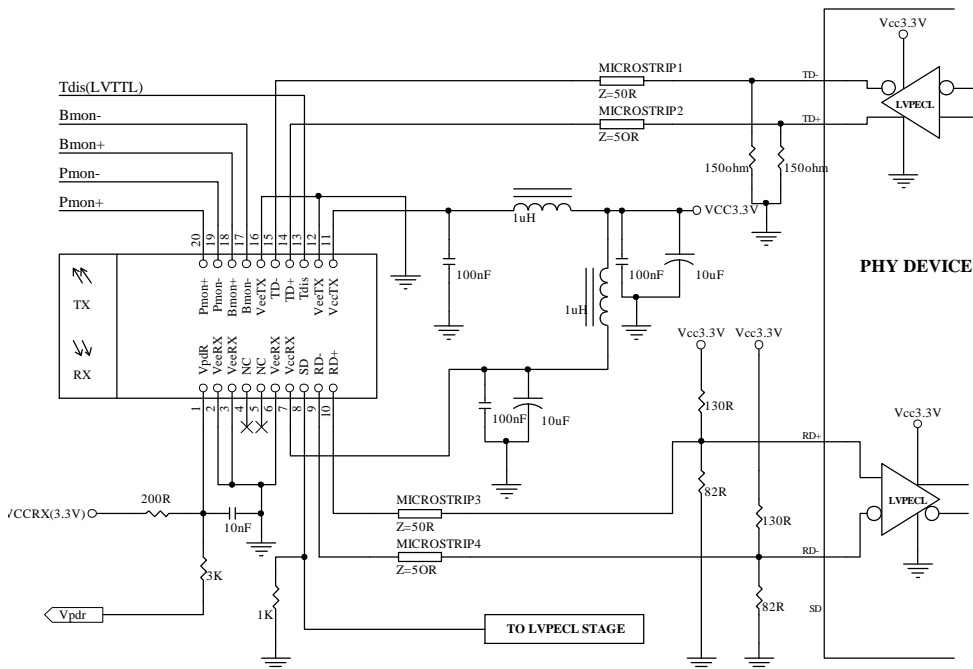 Vcc3.3V
MICROSTRIP1
TD-
Z=50R
LVPECL
Tdis(LVTTL)
MICROSTRIP2
TD+
Z=5OR
Bmon-
Bmon+
150ohm
150ohm
Pmon-
Pmon+
1uH
VCC3.3V
20
19
18
17
16
15
14
13
12
11
100nF
100nF
10uF
PHY DEVICE
TX
Pmon+
Pmon-
Bmon+
Bmon-
VeeTX
TD-
TD+
Tdis
VeeTX
VccTX
1uH
RX
VpdR
VeeRX
VeeRX
NC
NC
VeeRX
VccRX
SD
RD-
RD+
Vcc3.3V
Vcc3.3V
1
2
3
4
5
6
7
8
9
10
100nF
10uF
130R
Vcc3.3V
RD+
82R
LVPECL
200R
MICROSTRIP3
VCCRX(3.3V)
10nF
Z=50R
130R
MICROSTRIP4
RD-
Z=5OR
3K
1K
82R
SD
Vpdr
TO LVPECL STAGE